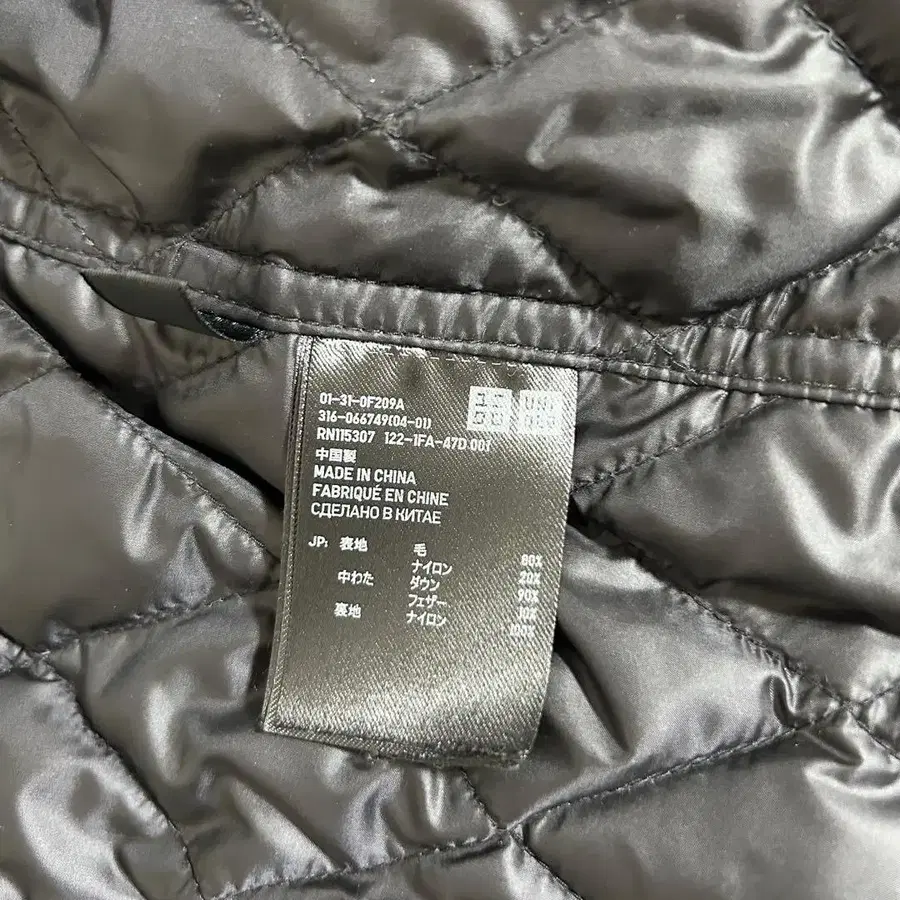 01-31-0F209A
316-066749(04-01)
RN115307 122-1FA-47D 001
中国製
MADE IN CHINA
FABRIQUÉ EN CHINE
СДЕЛАНО В КИТАЕ
JP: 表地 毛 80%
ナイロン 20%
中わた ダウン 90%
フェザー 10%
裏地 ナイロン 100%